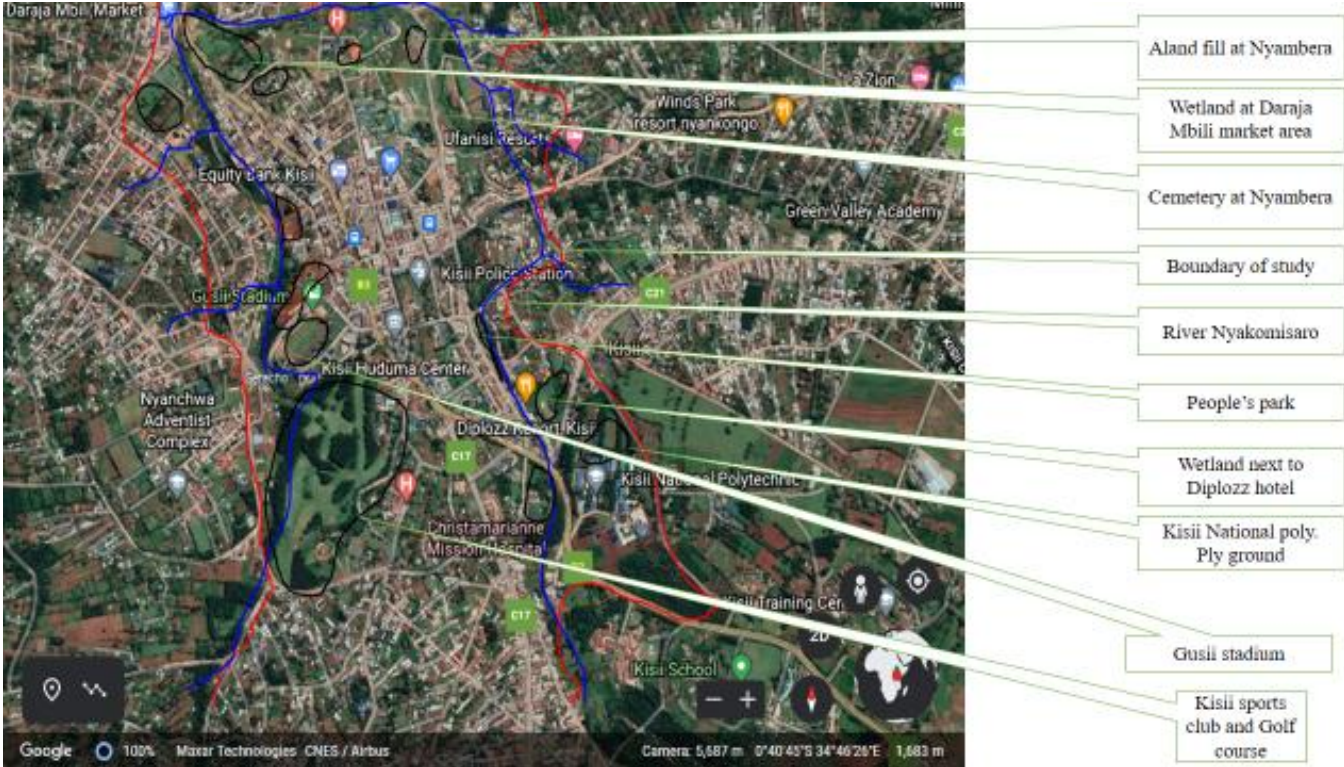 Daraja Mbili Market
Aland fill at Nyambera
a Zion
Winds Park
resort nyankongo
Wetland at Daraja
Mbili market area
Ufanisi Resorts
Equity Bank Kisii
Cemetery at Nyambera
Green Valley Academy
Boundary of study
Kisii Police Station
B3
C21
Gusii Stadium
River Nyakomisaro
Kisii
Kisii Huduma Center
People's park
Nyanchwa
Adventist
Complex
Diplozz Resort, Kisii
Wetland next to
Diplozz hotel
C17
Kisii National Polytechnic
Kisii National poly.
Ply ground
Christamarianne
Mission Hospital
C17
Kisii Training Cen
2D
Kisii School
Gusii stadium
Kisii sports
club and Golf
course
Google
100%
Maxar Technologies CNES / Airbus
Camera: 5,687 m 0°40'45"S 34°46'26"E 1,683 m